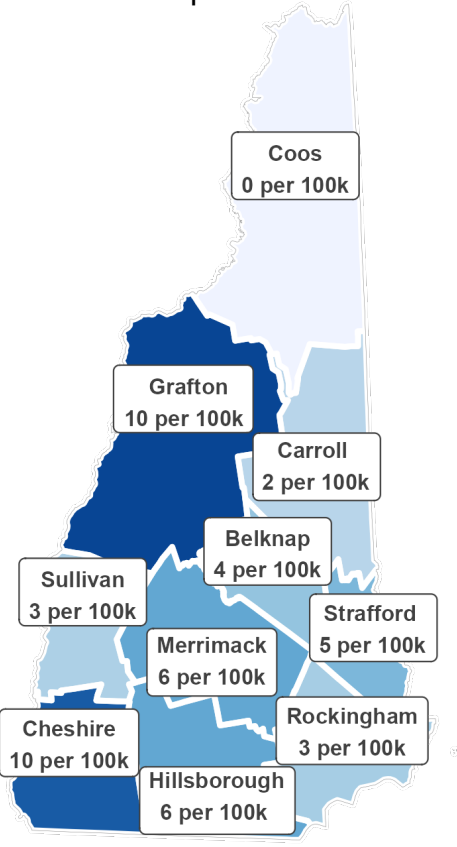 Coos
0 per 100k
Grafton
10 per 100k
Carroll
2 per 100k
Belknap
4 per 100k
Sullivan
3 per 100k
Strafford
5 per 100k
Merrimack
6 per 100k
Rockingham
3 per 100k
Cheshire
10 per 100k
Hillsborough
6 per 100k